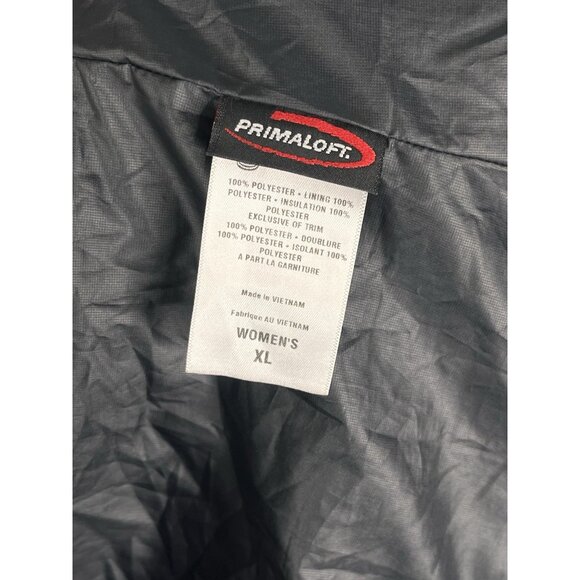 PRIMALOFT.
100% POLYESTER • LINING 100%
POLYESTER • INSULATION 100%
POLYESTER
EXCLUSIVE OF TRIM
100% POLYESTER • DOUBLURE
100% POLYESTER • ISOLANT 100%
POLYESTER
A PART LA GARNITURE
Made in VIETNAM
Fabrique AU VIETNAM
WOMEN'S
XL